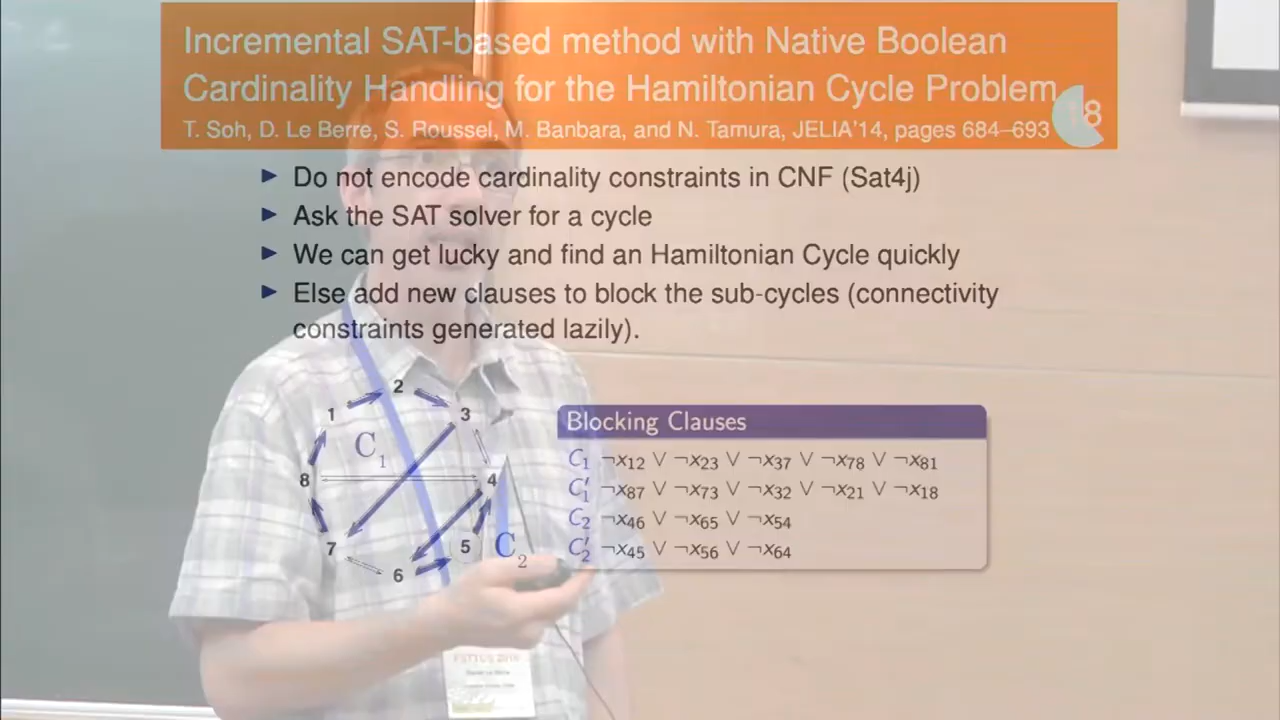 Incremental SAT-based method with Native Boolean
Cardinality Handling for the Hamiltonian Cycle Problem
T. Soh, D. Le Berre, S. Roussel, M. Banbara, and N. Tamura, JELIA'14, pages 684–693
18
► Do not encode cardinality constraints in CNF (Sat4j)
► Ask the SAT solver for a cycle
► We can get lucky and find an Hamiltonian Cycle quickly
► Else add new clauses to block the sub-cycles (connectivity
constraints generated lazily).
2
1
3
C₁
8
4
7
5
C₂
6
Blocking Clauses
C₁ ¬x₁₂ ∨ ¬x₂₃ ∨ ¬x₃₇ ∨ ¬x₇₈ ∨ ¬x₈₁
C₁′ ¬x₈₇ ∨ ¬x₇₃ ∨ ¬x₃₂ ∨ ¬x₂₁ ∨ ¬x₁₈
C₂ ¬x₄₆ ∨ ¬x₆₅ ∨ ¬x₅₄
C₂′ ¬x₄₅ ∨ ¬x₅₆ ∨ ¬x₆₄